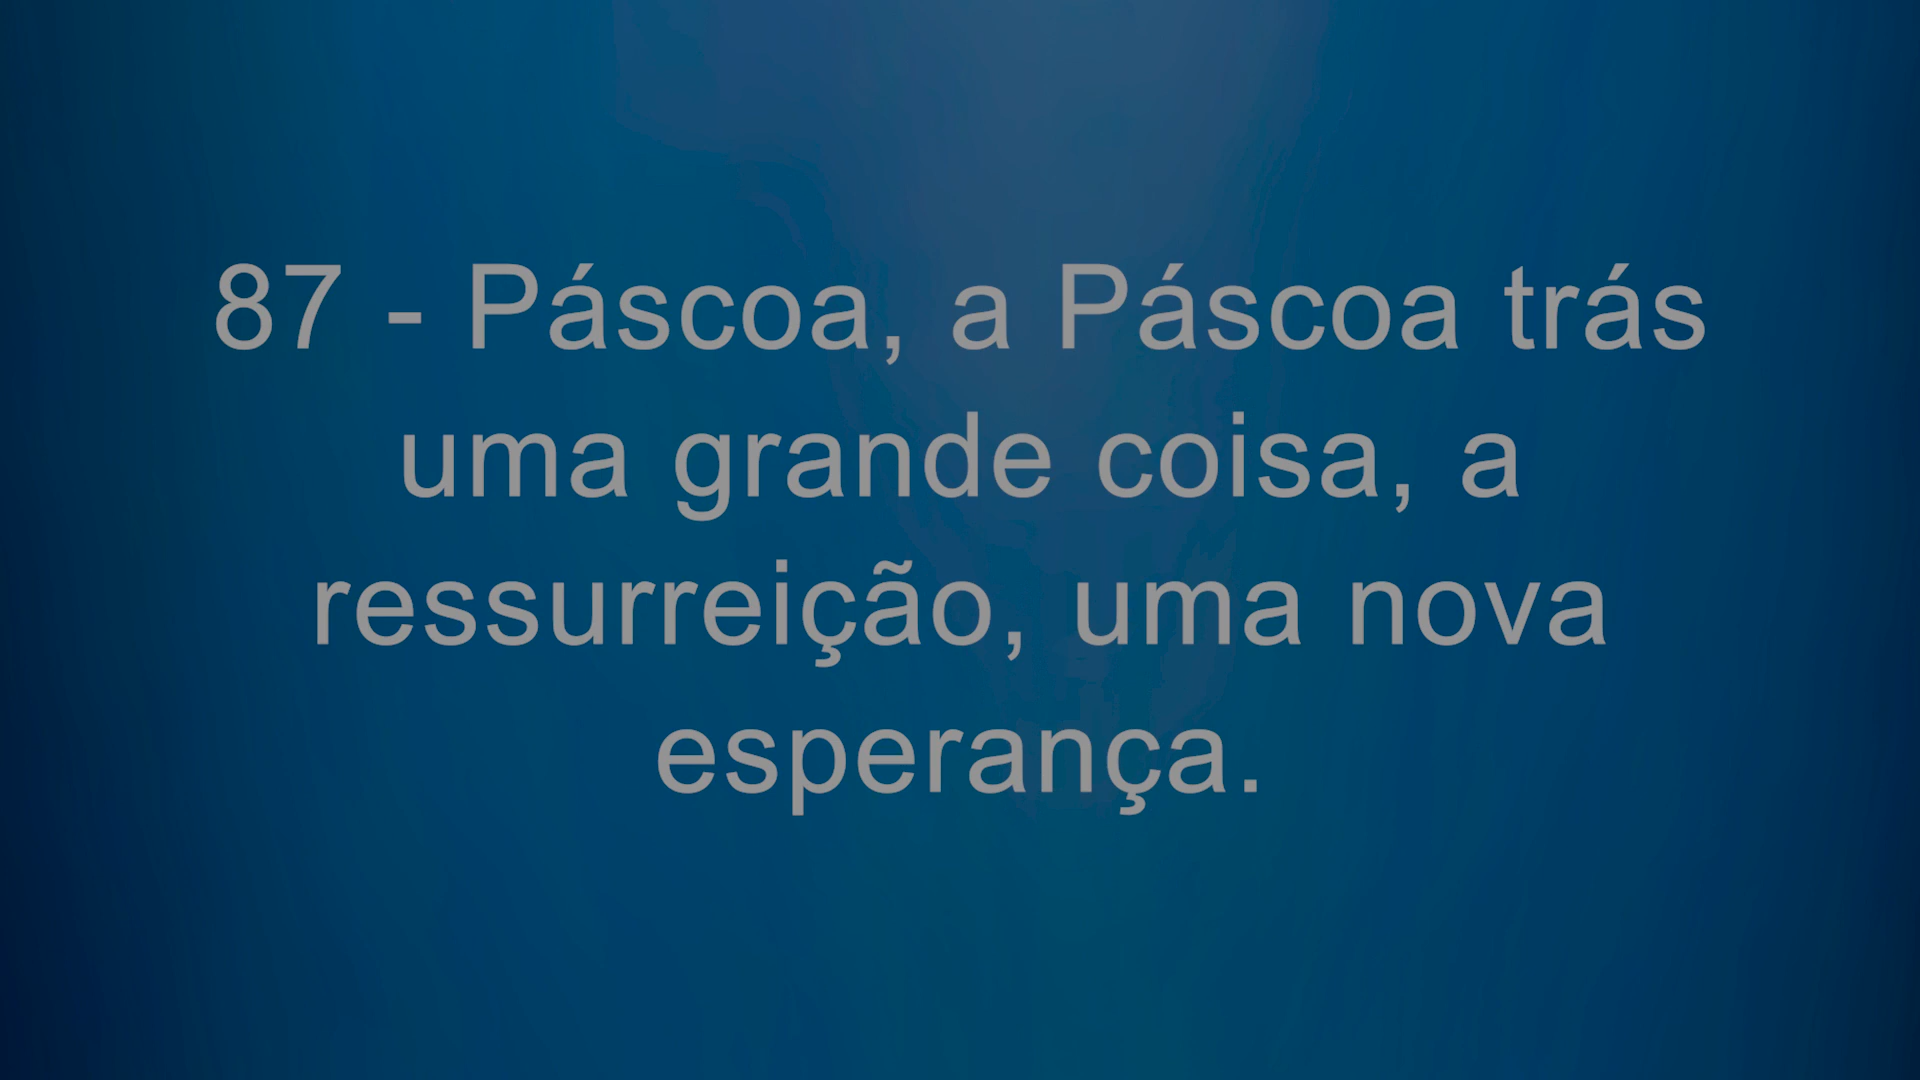 87 - Páscoa, a Páscoa trás
uma grande coisa, a
ressurreição, uma nova
esperança.